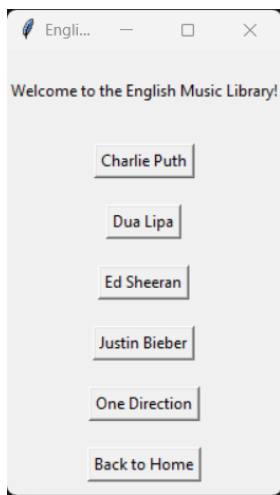 Engli...
Welcome to the English Music Library!
Charlie Puth
Dua Lipa
Ed Sheeran
Justin Bieber
One Direction
Back to Home